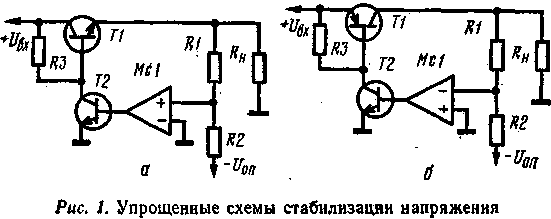 +Uвх T1 R1 Rн
R3 T2 Мс1
+ −
R2
а −Uоп
+Uвх T1 R1 Rн
R3 T2 Мс1
− +
R2
б −Uоп
Рис. 1. Упрощенные схемы стабилизации напряжения